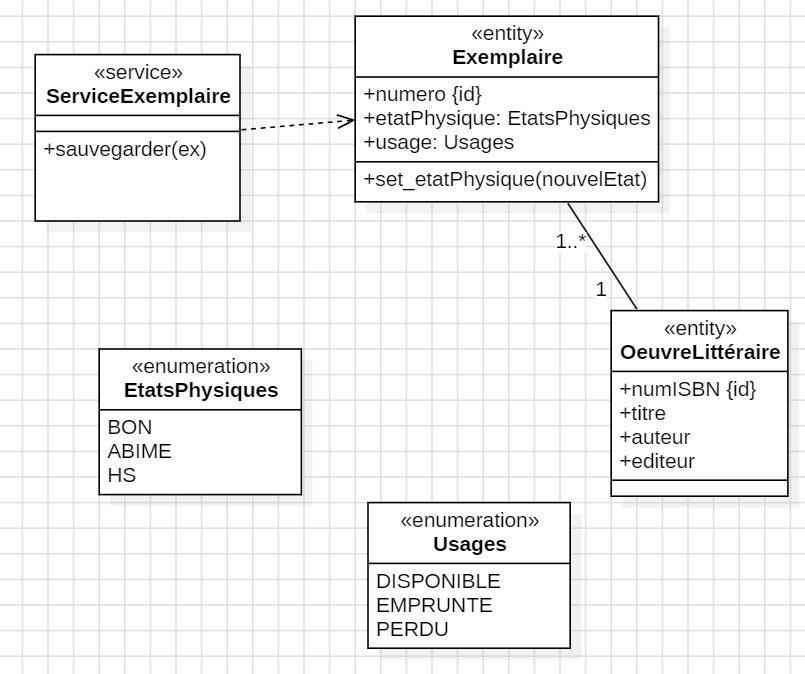 «service»
ServiceExemplaire
+sauvegarder(ex)
«entity»
Exemplaire
+numero {id}
+etatPhysique: EtatsPhysiques
+usage: Usages
+set_etatPhysique(nouvelEtat)
1..*
1
«entity»
OeuvreLittéraire
+numISBN {id}
+titre
+auteur
+editeur
«enumeration»
EtatsPhysiques
BON
ABIME
HS
«enumeration»
Usages
DISPONIBLE
EMPRUNTE
PERDU